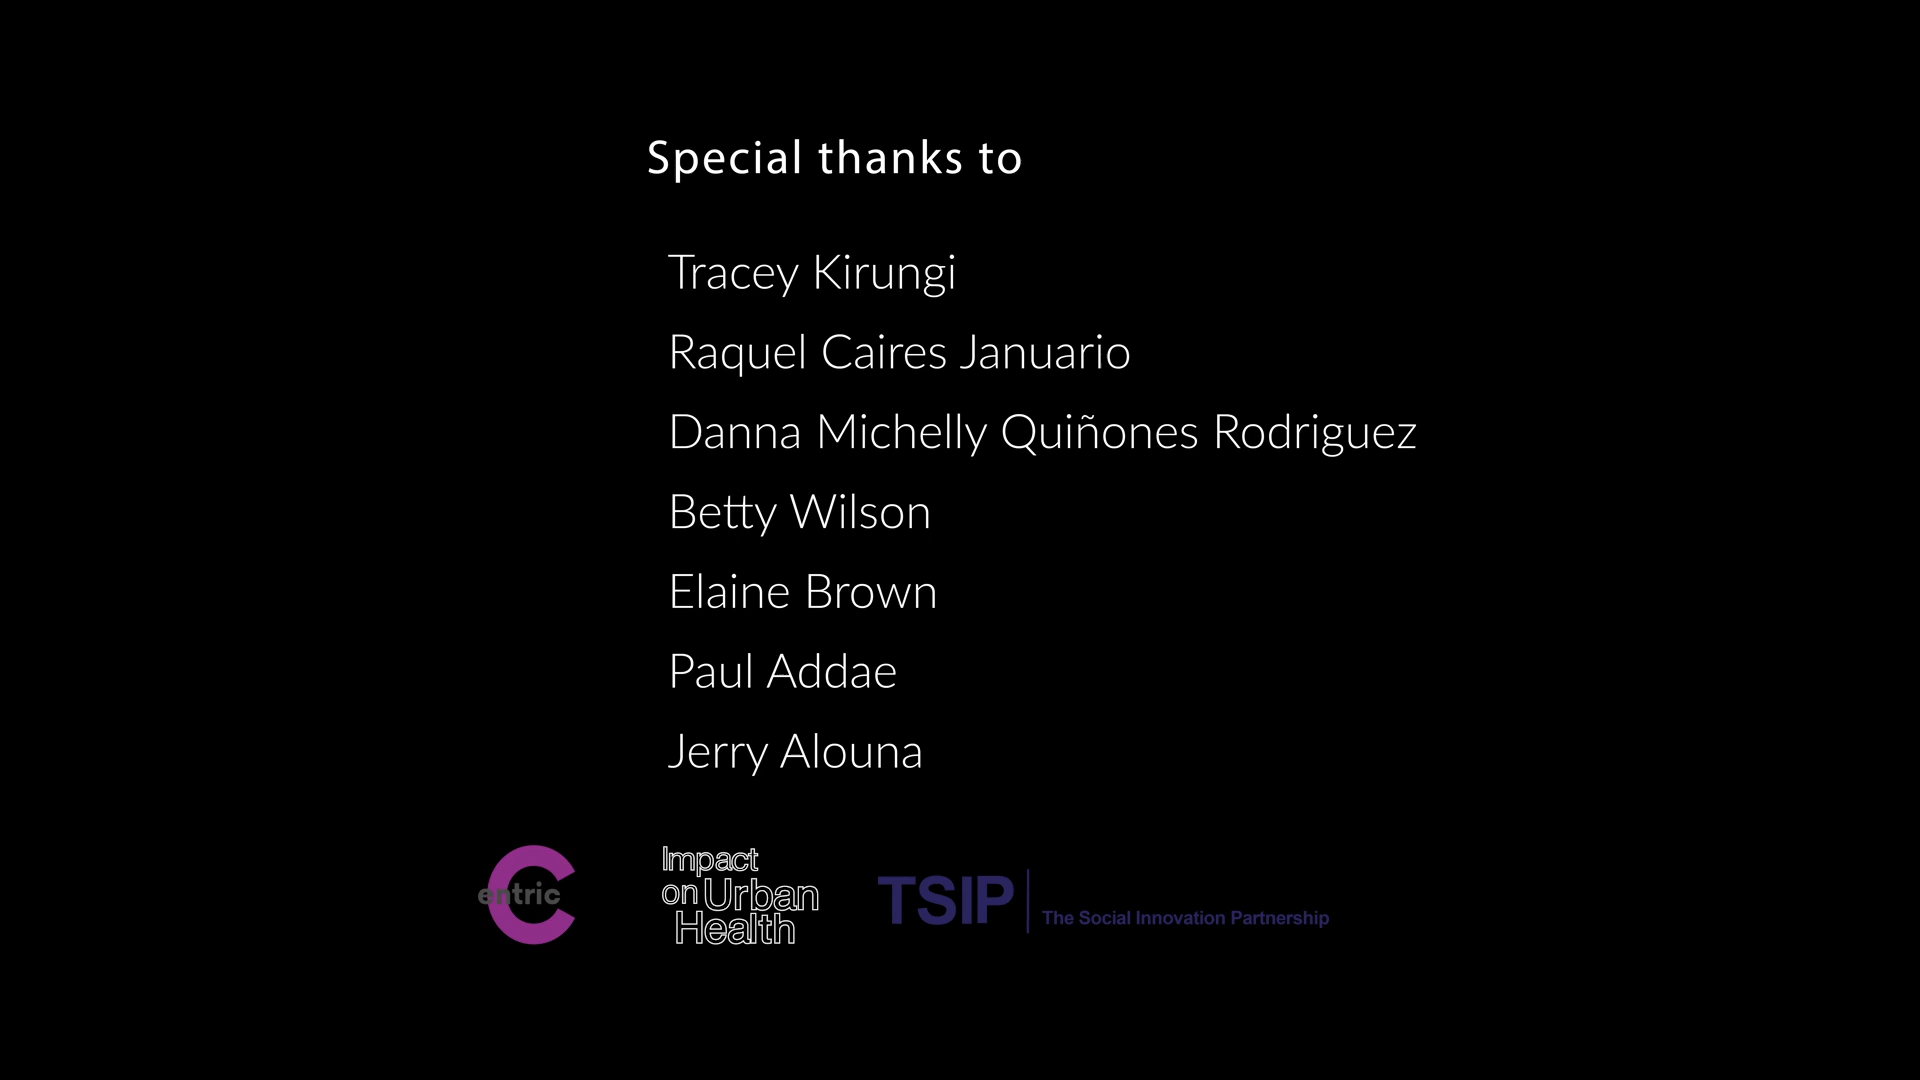 Special thanks to
Tracey Kirungi
Raquel Caires Januario
Danna Michelly Quiñones Rodriguez
Betty Wilson
Elaine Brown
Paul Addae
Jerry Alouna
Centric
Impact
on Urban
Health
TSIP
The Social Innovation Partnership